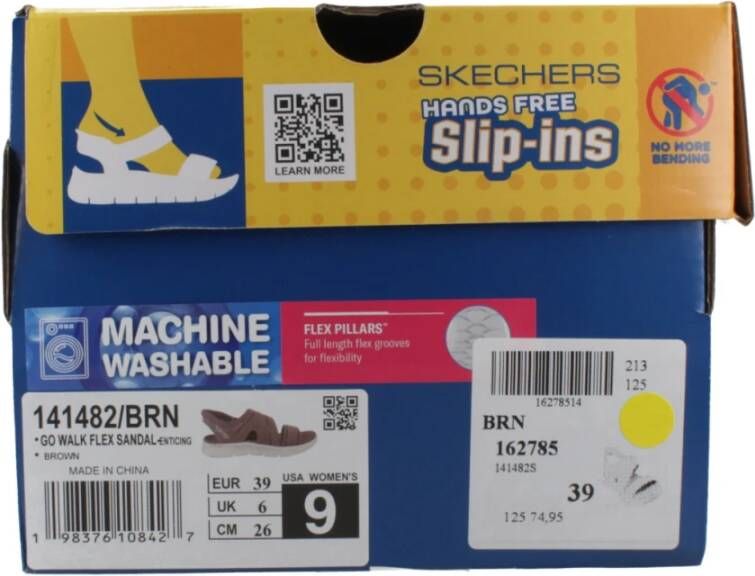 SKECHERS
HANDS FREE
Slip-ins
LEARN MORE
NO MORE
BENDING
MACHINE
WASHABLE
FLEX PILLARS™
Full length flex grooves
for flexibility
141482/BRN
• GO WALK FLEX SANDAL-ENTICING
• BROWN
MADE IN CHINA
EUR 39
UK 6
CM 26
USA WOMEN'S
9
1 98376 10842 7
213
125
16278514
BRN
162785
141482S
39
125 74,95